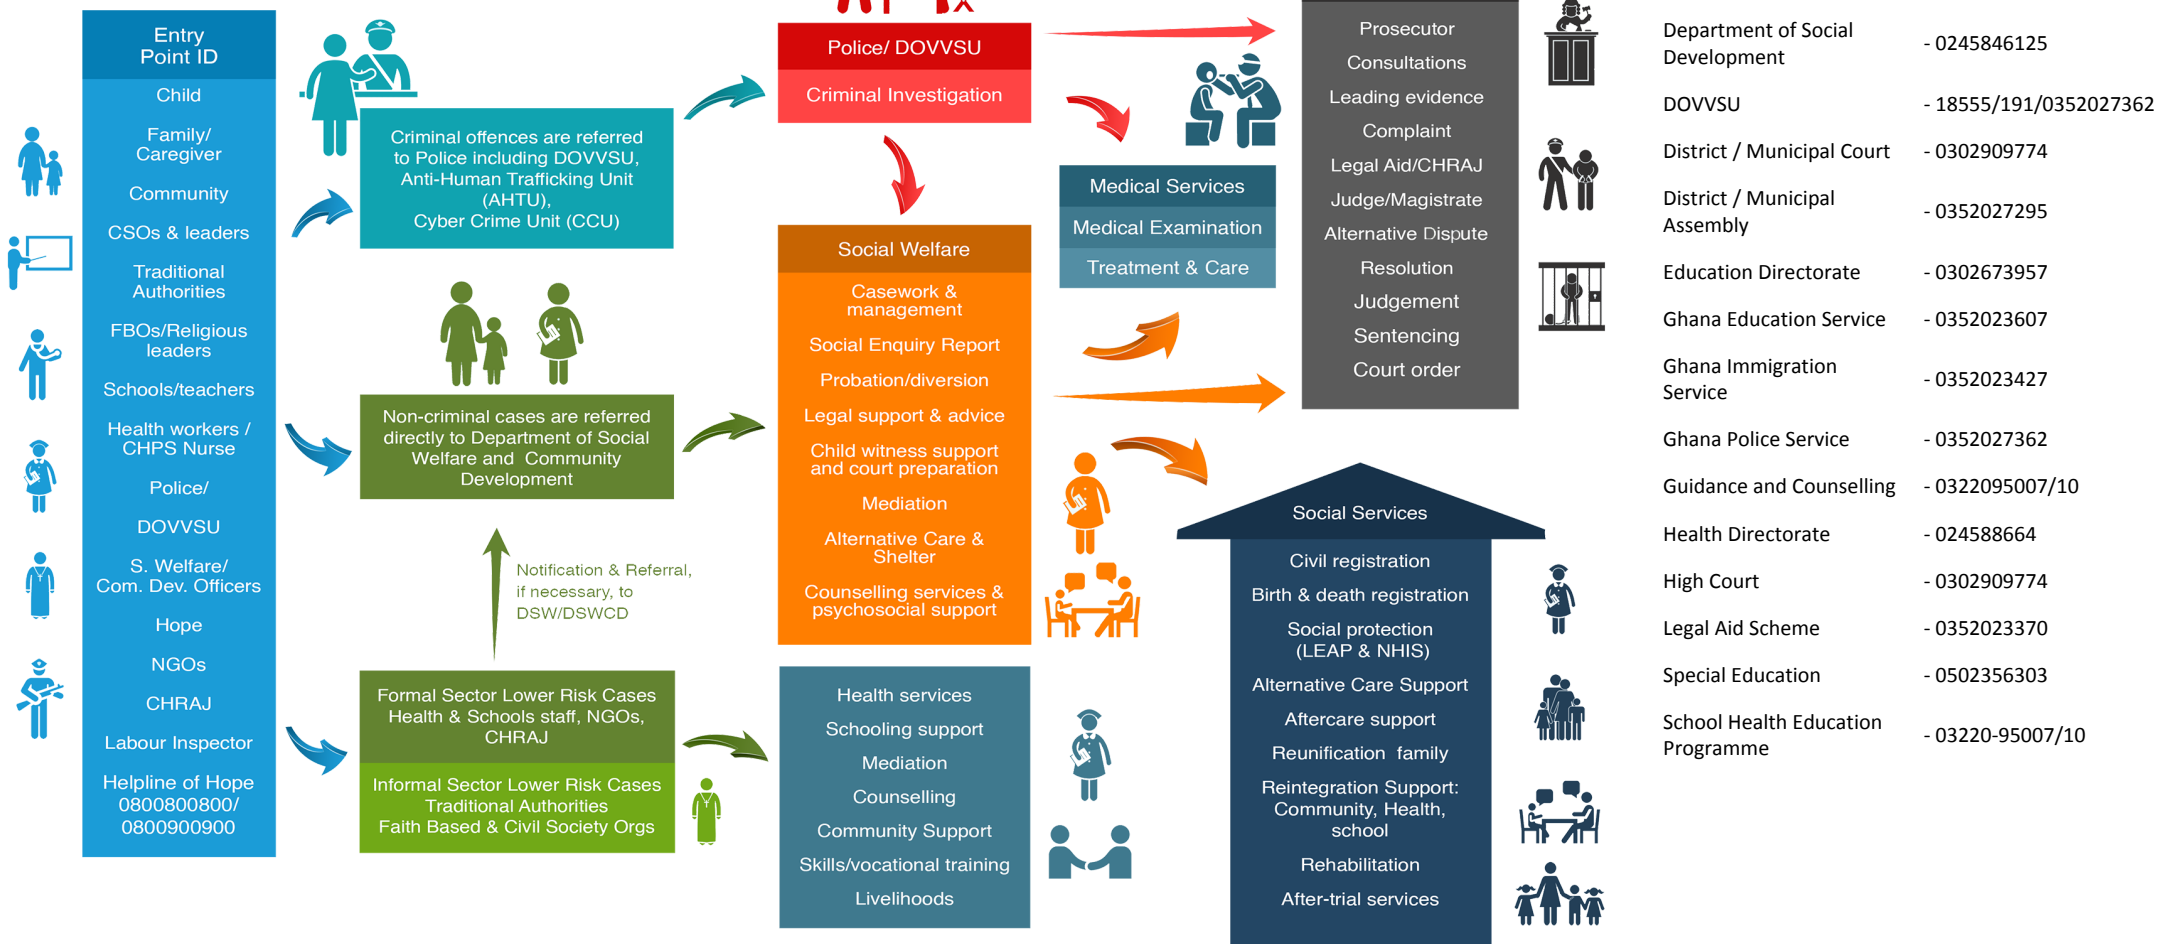 Entry
Point ID
Child
Family/
Caregiver
Community
CSOs & leaders
Traditional
Authorities
FBOs/Religious
leaders
Schools/teachers
Health workers /
CHPS Nurse
Police/
DOVVSU
S. Welfare/
Com. Dev. Officers
Hope
NGOs
CHRAJ
Labour Inspector
Helpline of Hope
0800800800/
0800900900
Criminal offences are referred
to Police including DOVVSU,
Anti-Human Trafficking Unit
(AHTU),
Cyber Crime Unit (CCU)
Non-criminal cases are referred
directly to Department of Social
Welfare and Community
Development
Notification & Referral,
if necessary, to
DSW/DSWCD
Formal Sector Lower Risk Cases
Health & Schools staff, NGOs,
CHRAJ
Informal Sector Lower Risk Cases
Traditional Authorities
Faith Based & Civil Society Orgs
Police/ DOVVSU
Criminal Investigation
Social Welfare
Casework &
management
Social Enquiry Report
Probation/diversion
Legal support & advice
Child witness support
and court preparation
Mediation
Alternative Care &
Shelter
Counselling services &
psychosocial support
Health services
Schooling support
Mediation
Counselling
Community Support
Skills/vocational training
Livelihoods
Medical Services
Medical Examination
Treatment & Care
Prosecutor
Consultations
Leading evidence
Complaint
Legal Aid/CHRAJ
Judge/Magistrate
Alternative Dispute
Resolution
Judgement
Sentencing
Court order
Social Services
Civil registration
Birth & death registration
Social protection
(LEAP & NHIS)
Alternative Care Support
Aftercare support
Reunification family
Reintegration Support:
Community, Health,
school
Rehabilitation
After-trial services
Department of Social
Development - 0245846125
DOVVSU - 18555/191/0352027362
District / Municipal Court - 0302909774
District / Municipal
Assembly - 0352027295
Education Directorate - 0302673957
Ghana Education Service - 0352023607
Ghana Immigration
Service - 0352023427
Ghana Police Service - 0352027362
Guidance and Counselling - 0322095007/10
Health Directorate - 024588664
High Court - 0302909774
Legal Aid Scheme - 0352023370
Special Education - 0502356303
School Health Education
Programme - 03220-95007/10